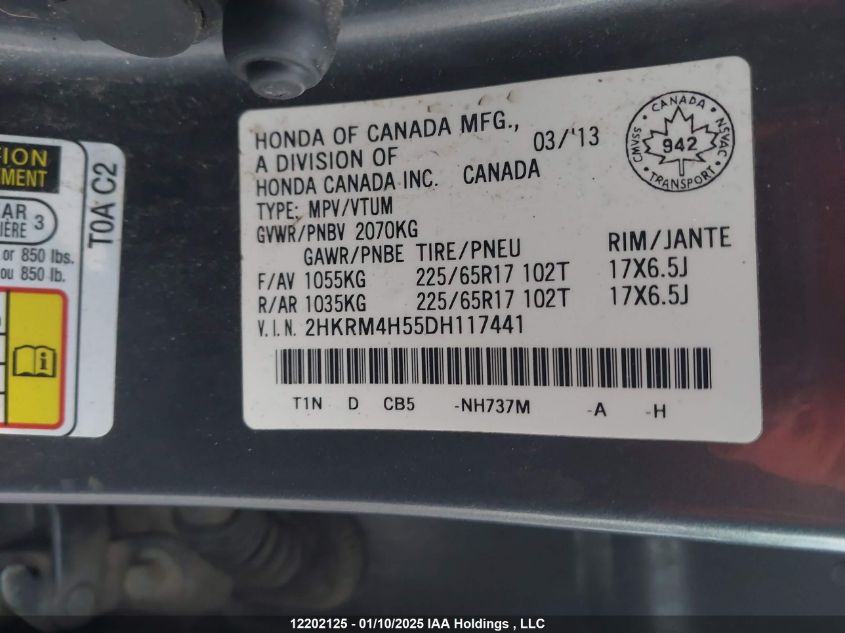 HONDA OF CANADA MFG., 03/'13
A DIVISION OF
HONDA CANADA INC. CANADA
TYPE: MPV/VTUM
GVWR/PNBV 2070KG
GAWR/PNBE TIRE/PNEU RIM/JANTE
F/AV 1055KG 225/65R17 102T 17X6.5J
R/AR 1035KG 225/65R17 102T 17X6.5J
V.I.N. 2HKRM4H55DH117441
T1N D CB5 -NH737M -A -H
CANADA
CMVSS 942 NSVAC
TRANSPORT
TION
MENT
AR 3
IÈRE
or 850 lbs.
ou 850 lb.
T0A C2
12202125 - 01/10/2025 IAA Holdings , LLC